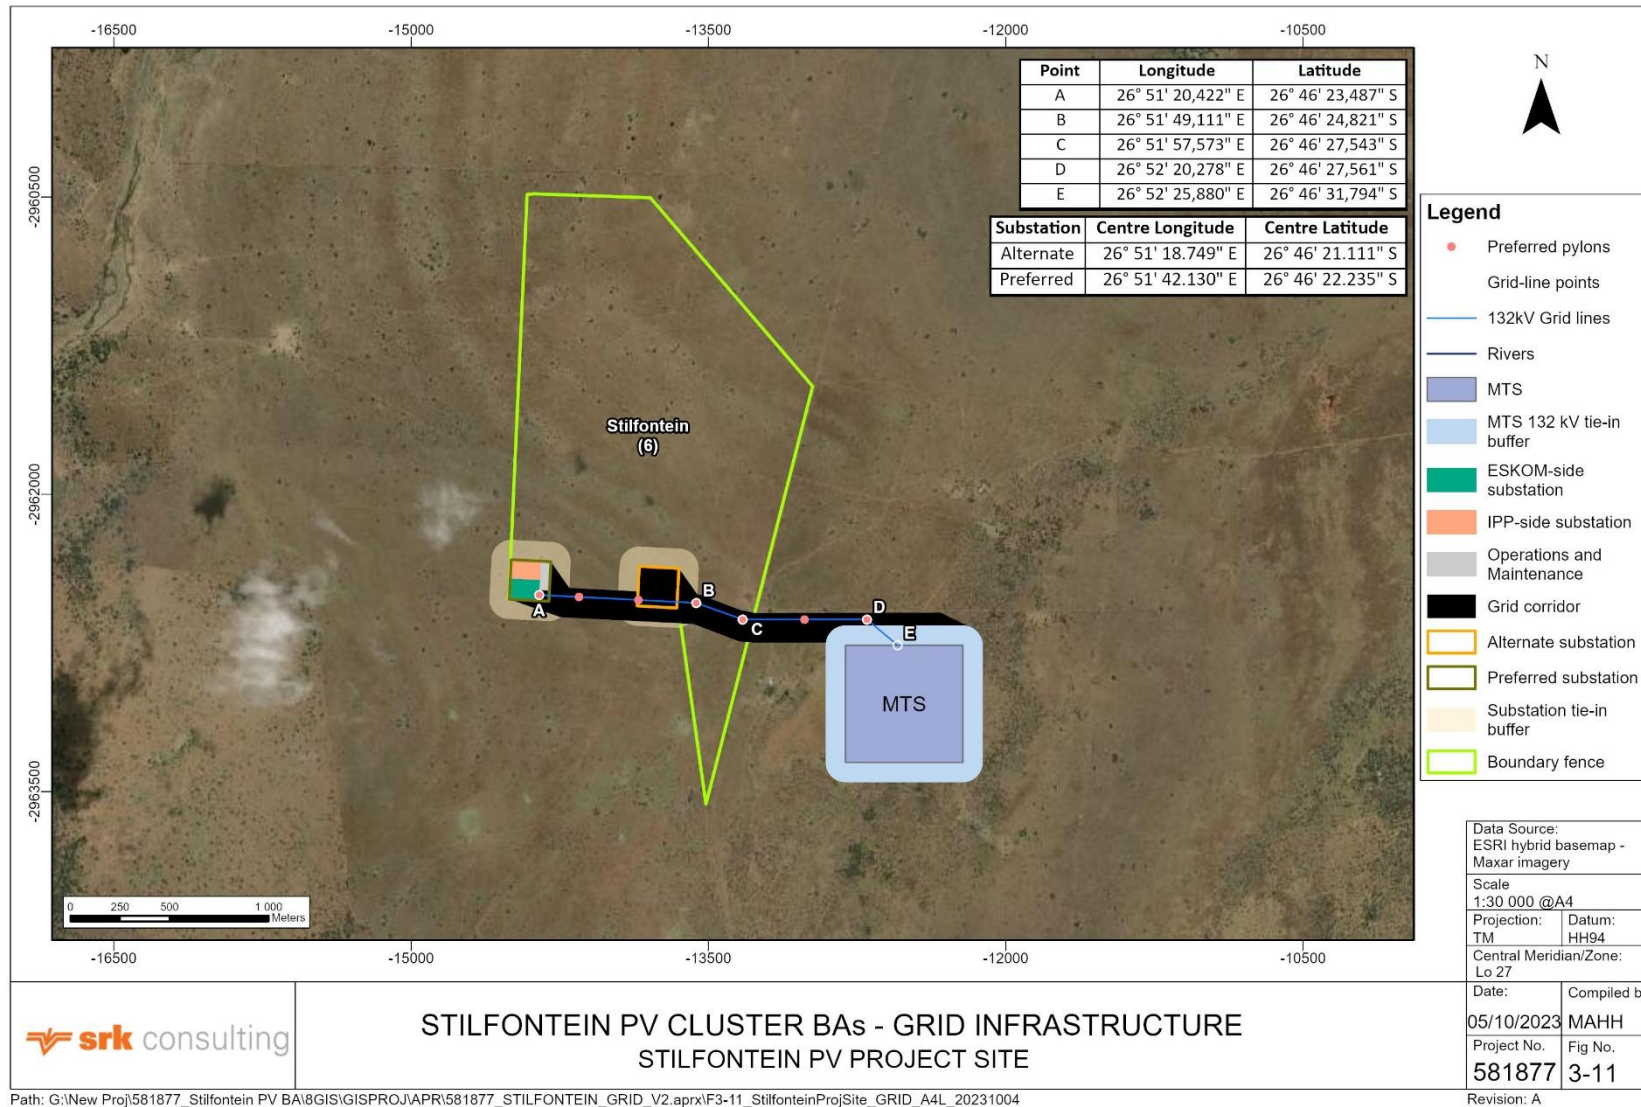 -16500 -15000 -13500 -12000 -10500
N
Point Longitude Latitude
A 26° 51' 20,422" E 26° 46' 23,487" S
B 26° 51' 49,111" E 26° 46' 24,821" S
C 26° 51' 57,573" E 26° 46' 27,543" S
D 26° 52' 20,278" E 26° 46' 27,561" S
E 26° 52' 25,880" E 26° 46' 31,794" S
Substation Centre Longitude Centre Latitude
Alternate 26° 51' 18.749" E 26° 46' 21.111" S
Preferred 26° 51' 42.130" E 26° 46' 22.235" S
-2960500
-2962000
-2963500
Stilfontein
(6)
A
B
C
D
E
MTS
0 250 500 1 000
Meters
-16500 -15000 -13500 -12000 -10500
Legend
Preferred pylons
Grid-line points
132kV Grid lines
Rivers
MTS
MTS 132 kV tie-in
buffer
ESKOM-side
substation
IPP-side substation
Operations and
Maintenance
Grid corridor
Alternate substation
Preferred substation
Substation tie-in
buffer
Boundary fence
Data Source:
ESRI hybrid basemap -
Maxar imagery
Scale
1:30 000 @A4
Projection: Datum:
TM HH94
Central Meridian/Zone:
Lo 27
Date: Compiled b
05/10/2023 MAHH
Project No. Fig No.
581877 3-11
Revision: A
srk consulting
STILFONTEIN PV CLUSTER BAs - GRID INFRASTRUCTURE
STILFONTEIN PV PROJECT SITE
Path: G:\New Proj\581877_Stilfontein PV BA\8GIS\GISPROJ\APR\581877_STILFONTEIN_GRID_V2.aprx\F3-11_StilfonteinProjSite_GRID_A4L_20231004